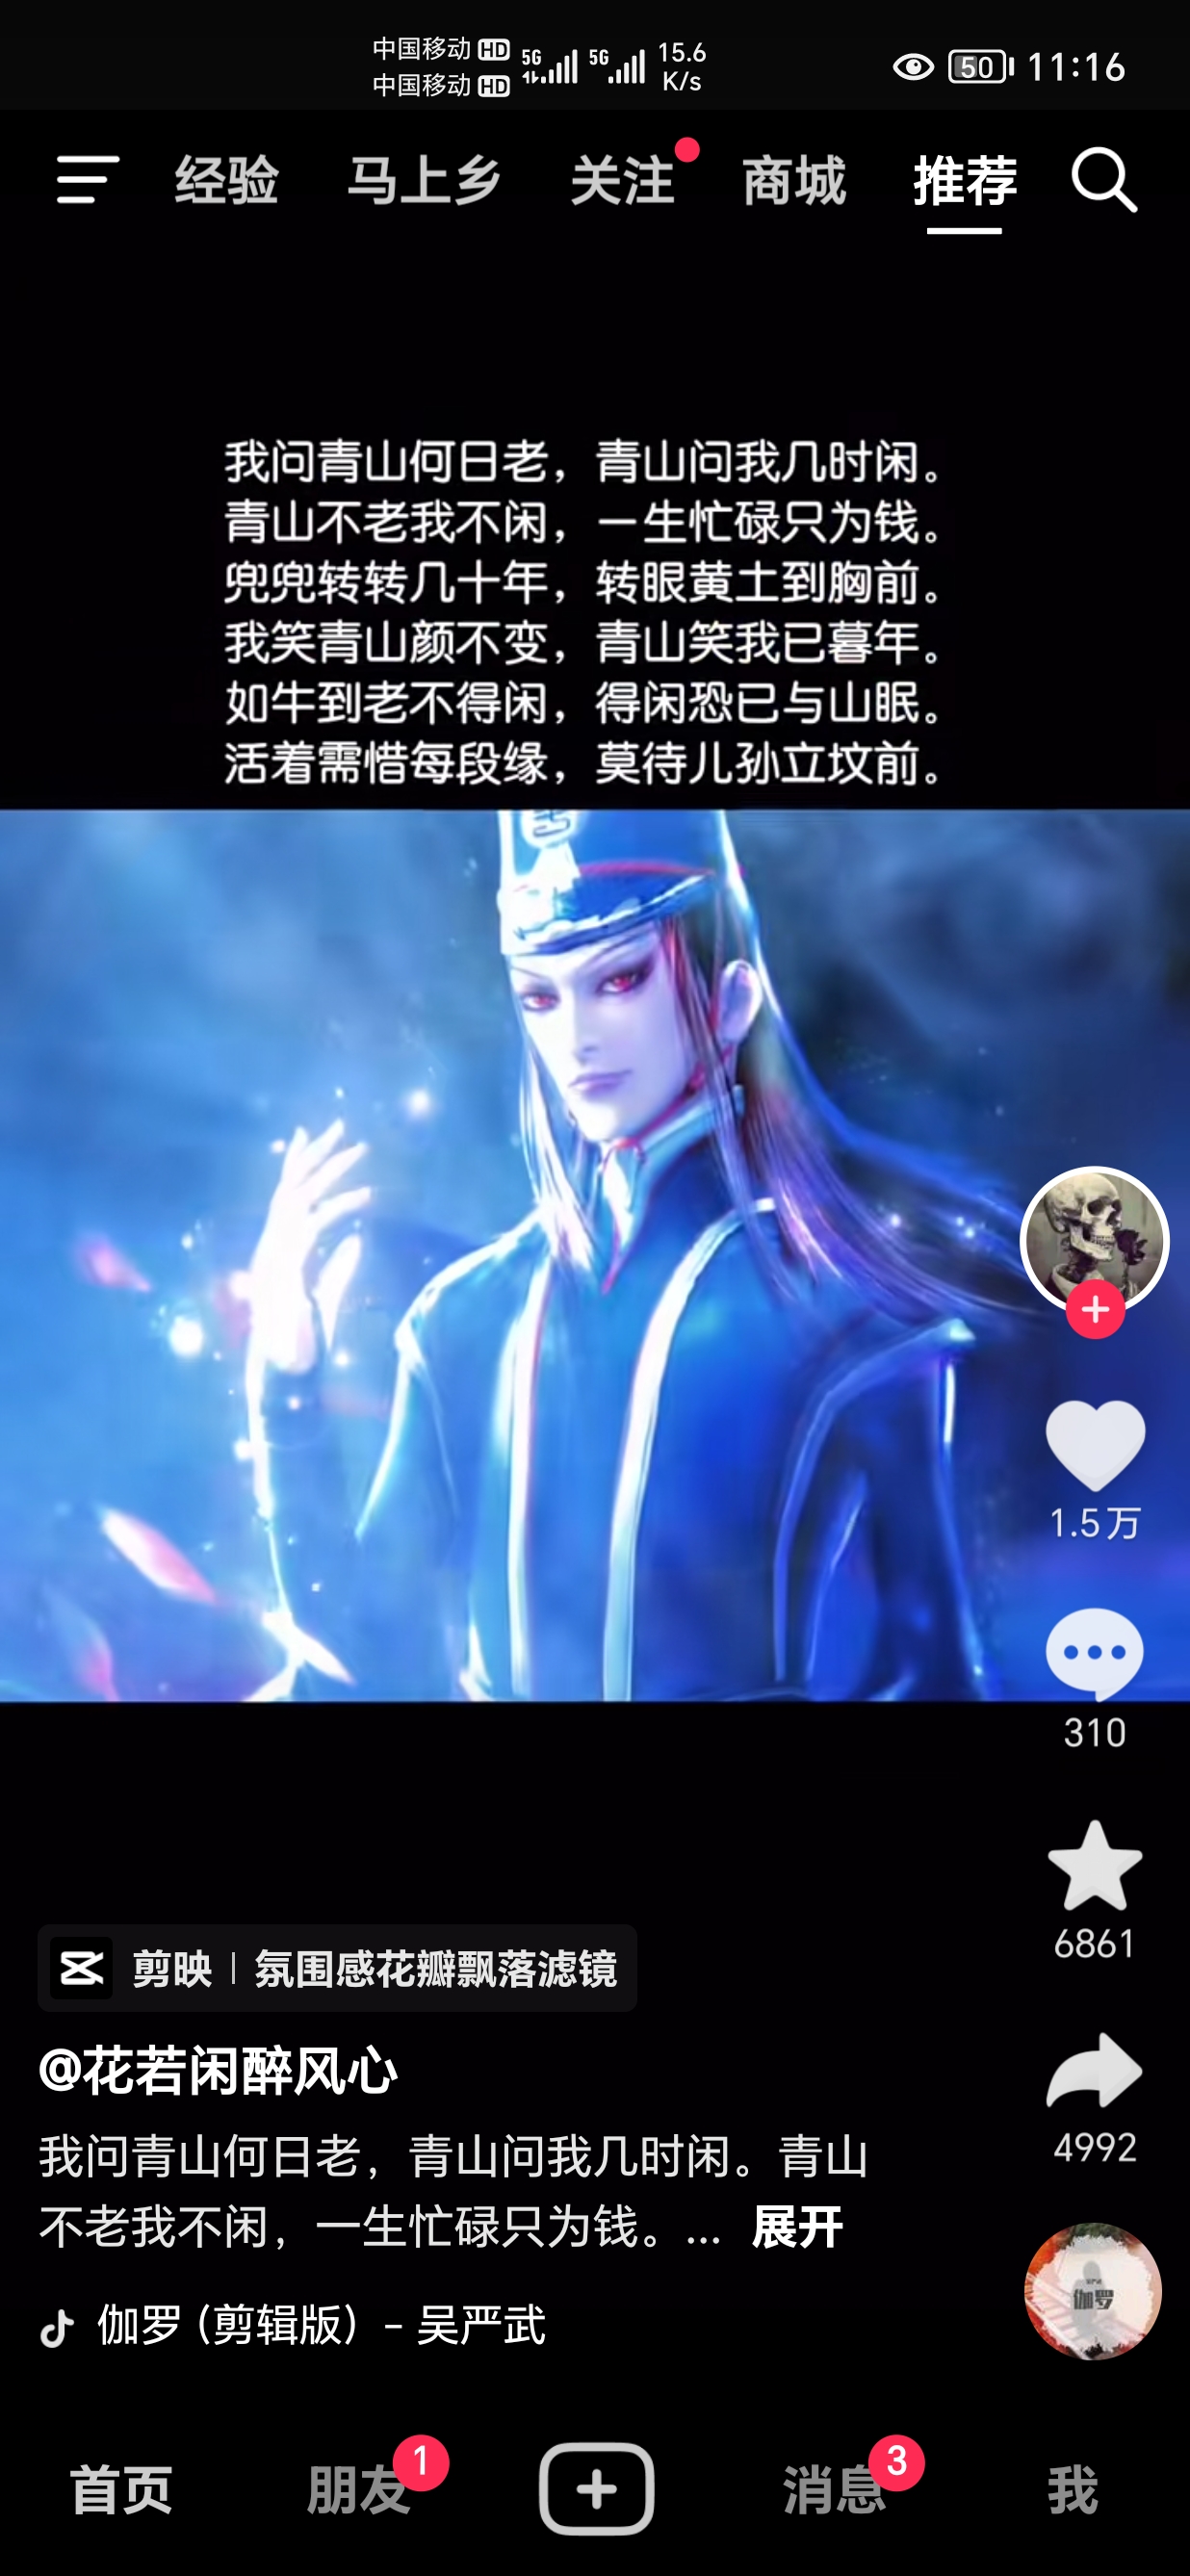 中国移动 HD
中国移动 HD
5G 5G 15.6 K/s
50 11:16
经验 马上乡 关注 商城 推荐
我问青山何日老，青山问我几时闲。
青山不老我不闲，一生忙碌只为钱。
兜兜转转几十年，转眼黄土到胸前。
我笑青山颜不变，青山笑我已暮年。
如牛到老不得闲，得闲恐已与山眠。
活着需惜每段缘，莫待儿孙立坟前。
1.5万
310
6861
4992
剪映 | 氛围感花瓣飘落滤镜
@花若闲醉风心
我问青山何日老，青山问我几时闲。青山
不老我不闲，一生忙碌只为钱。... 展开
伽罗 (剪辑版) - 吴严武
伽罗
首页 朋友 1 消息 3 我